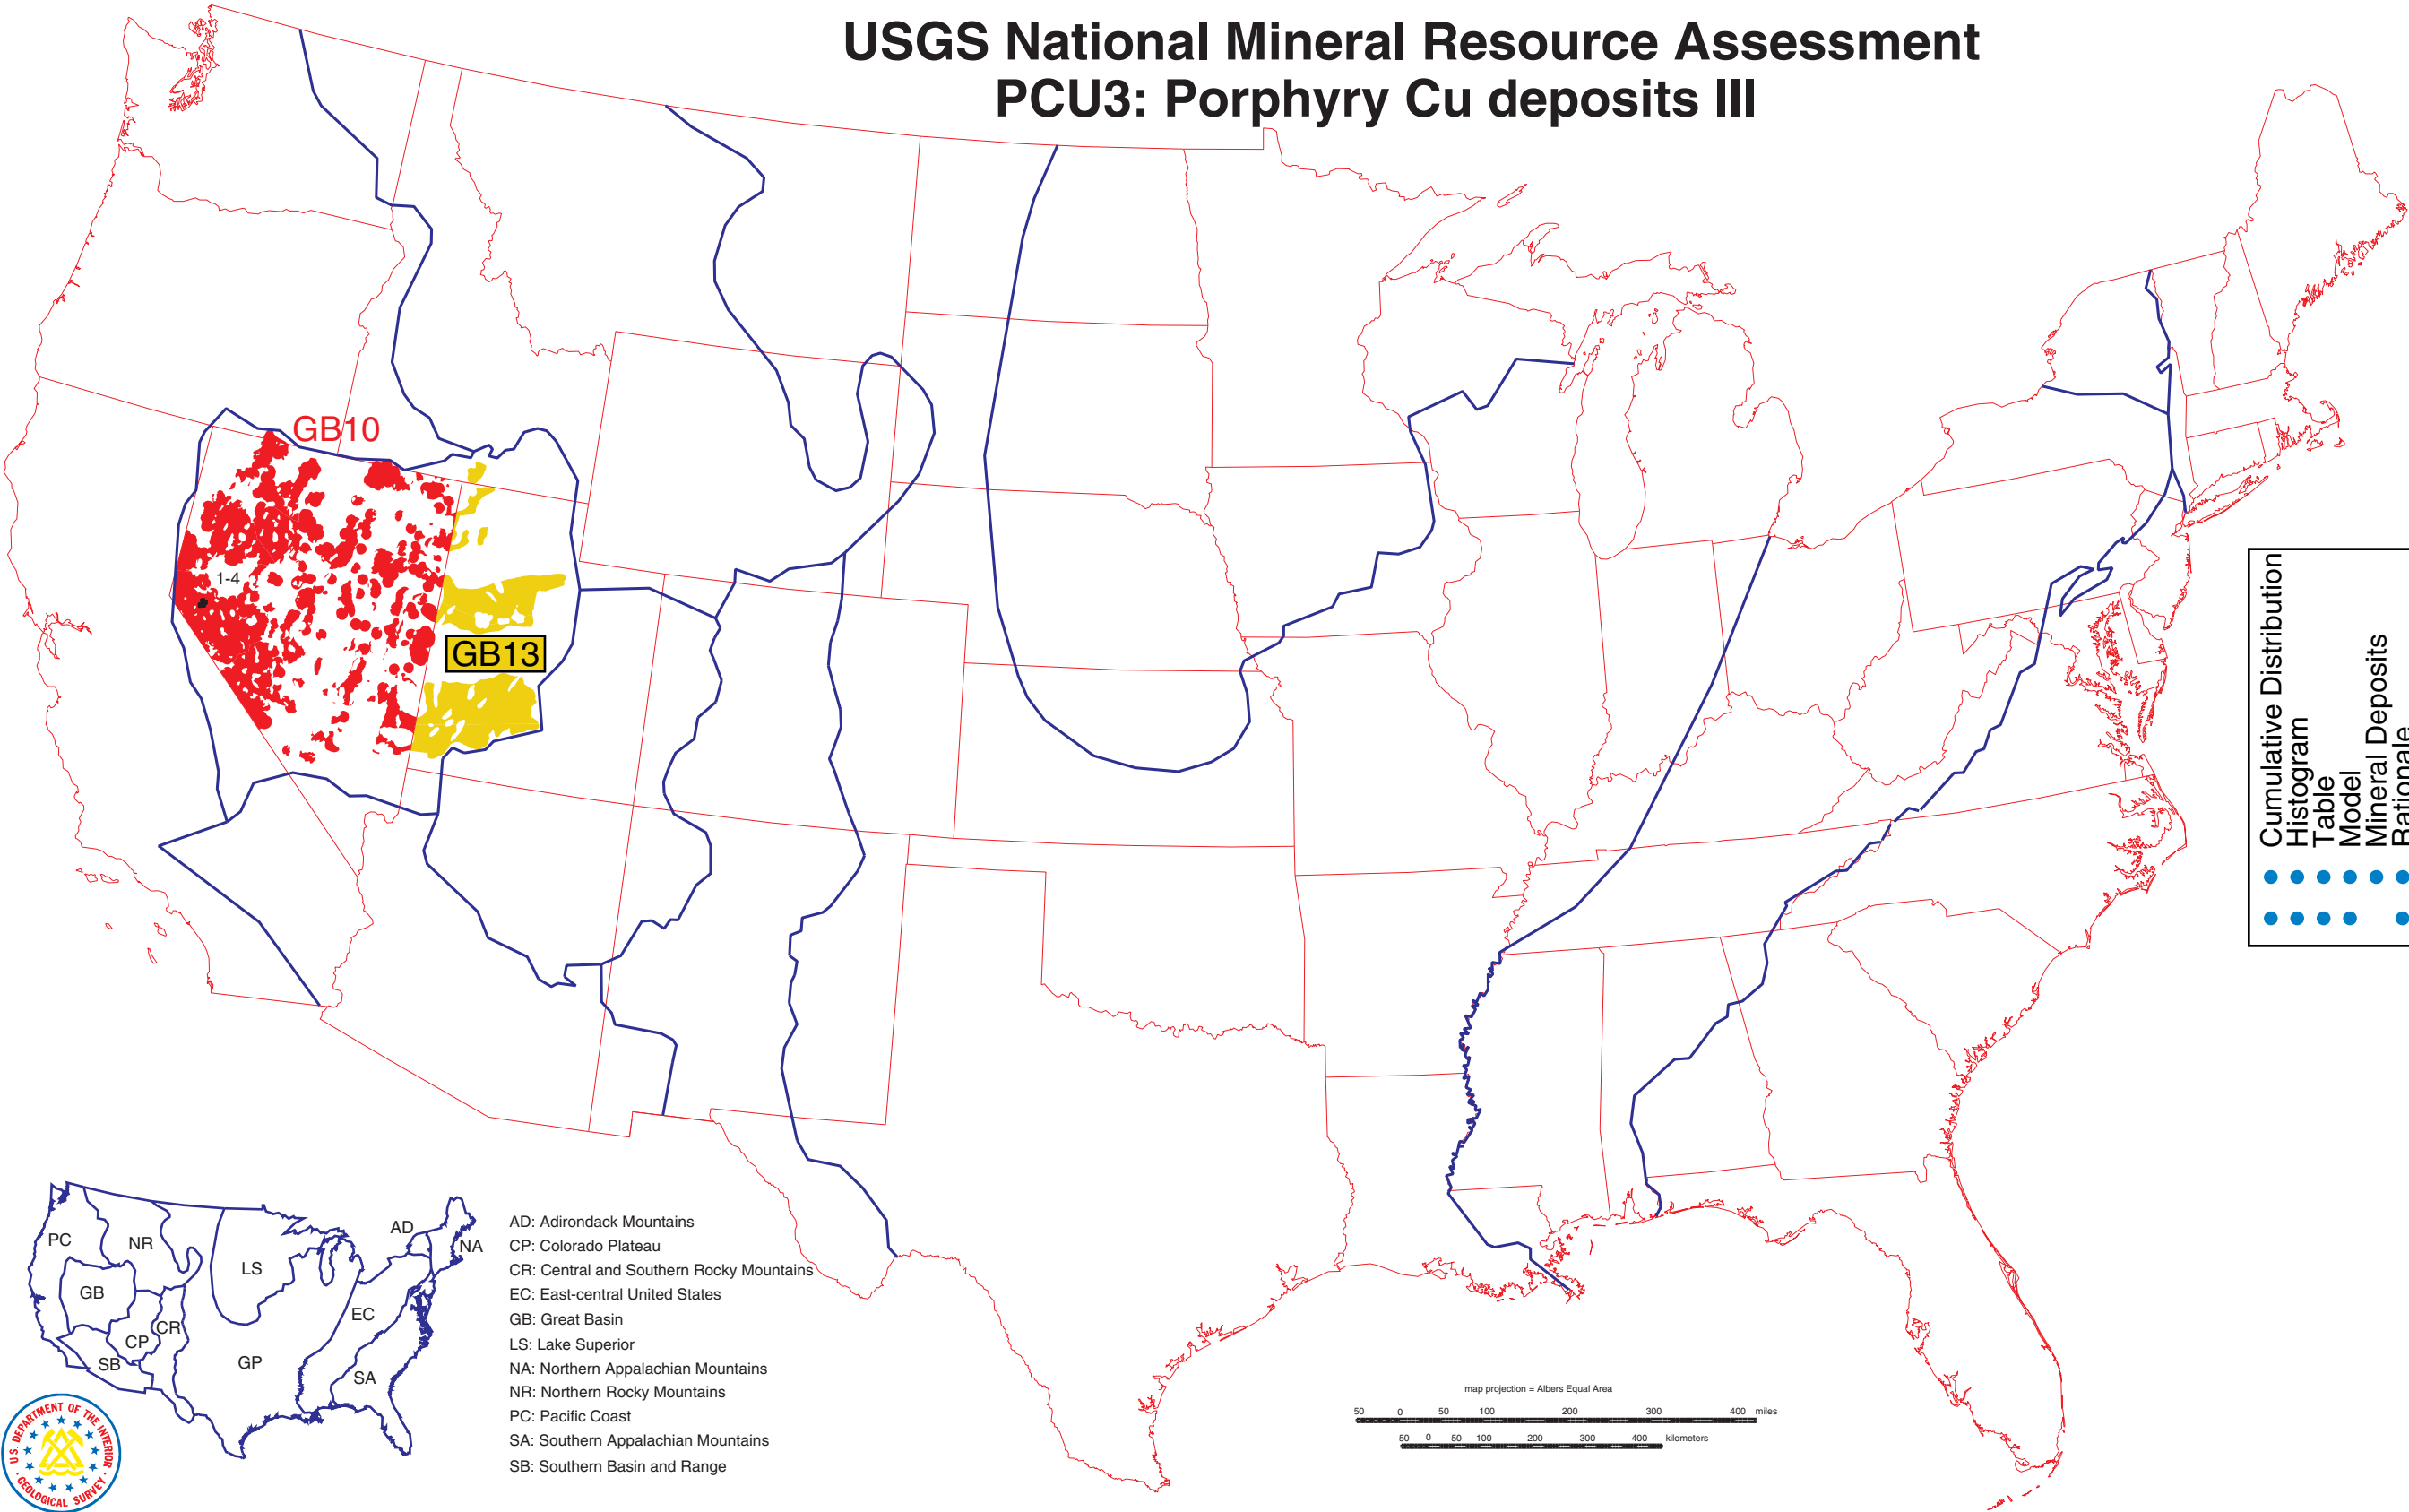 USGS National Mineral Resource Assessment
PCU3: Porphyry Cu deposits III
GB10
1-4
GB13
Cumulative Distribution
Histogram
Table
Model
Mineral Deposits
Rationale
PC
NR
LS
AD
NA
GB
CR
CP
EC
SB
GP
SA
AD: Adirondack Mountains
CP: Colorado Plateau
CR: Central and Southern Rocky Mountains
EC: East-central United States
GB: Great Basin
LS: Lake Superior
NA: Northern Appalachian Mountains
NR: Northern Rocky Mountains
PC: Pacific Coast
SA: Southern Appalachian Mountains
SB: Southern Basin and Range
map projection = Albers Equal Area
50 0 50 100 200 300 400 miles
50 0 50 100 200 300 400 kilometers
U.S. DEPARTMENT OF THE INTERIOR
GEOLOGICAL SURVEY